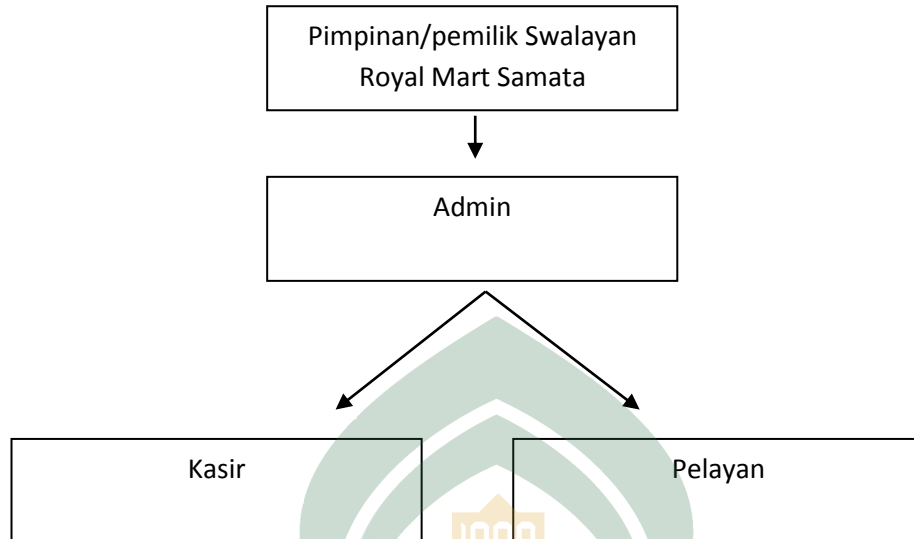 Pimpinan/pemilik Swalayan
Royal Mart Samata
Admin
Kasir
Pelayan